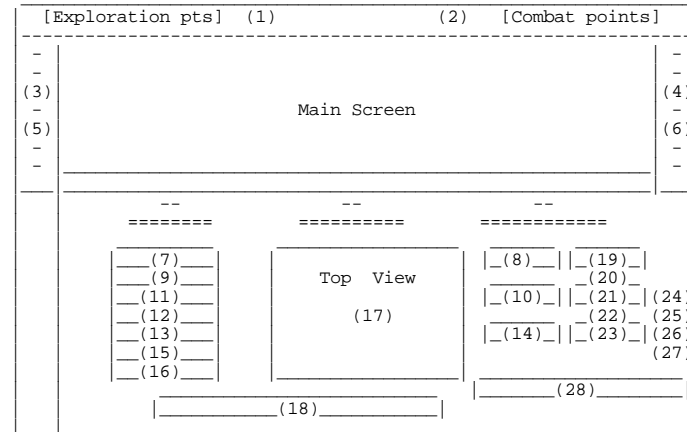 [Exploration pts] (1) (2) [Combat points]
(3) (4)
Main Screen
(5) (6)
(7) (8) (19)
(9) Top View (20)
(11) (10) (21) (24)
(12) (17) (22) (25)
(13) (14) (23) (26)
(15) (27)
(16)
(28)
(18)